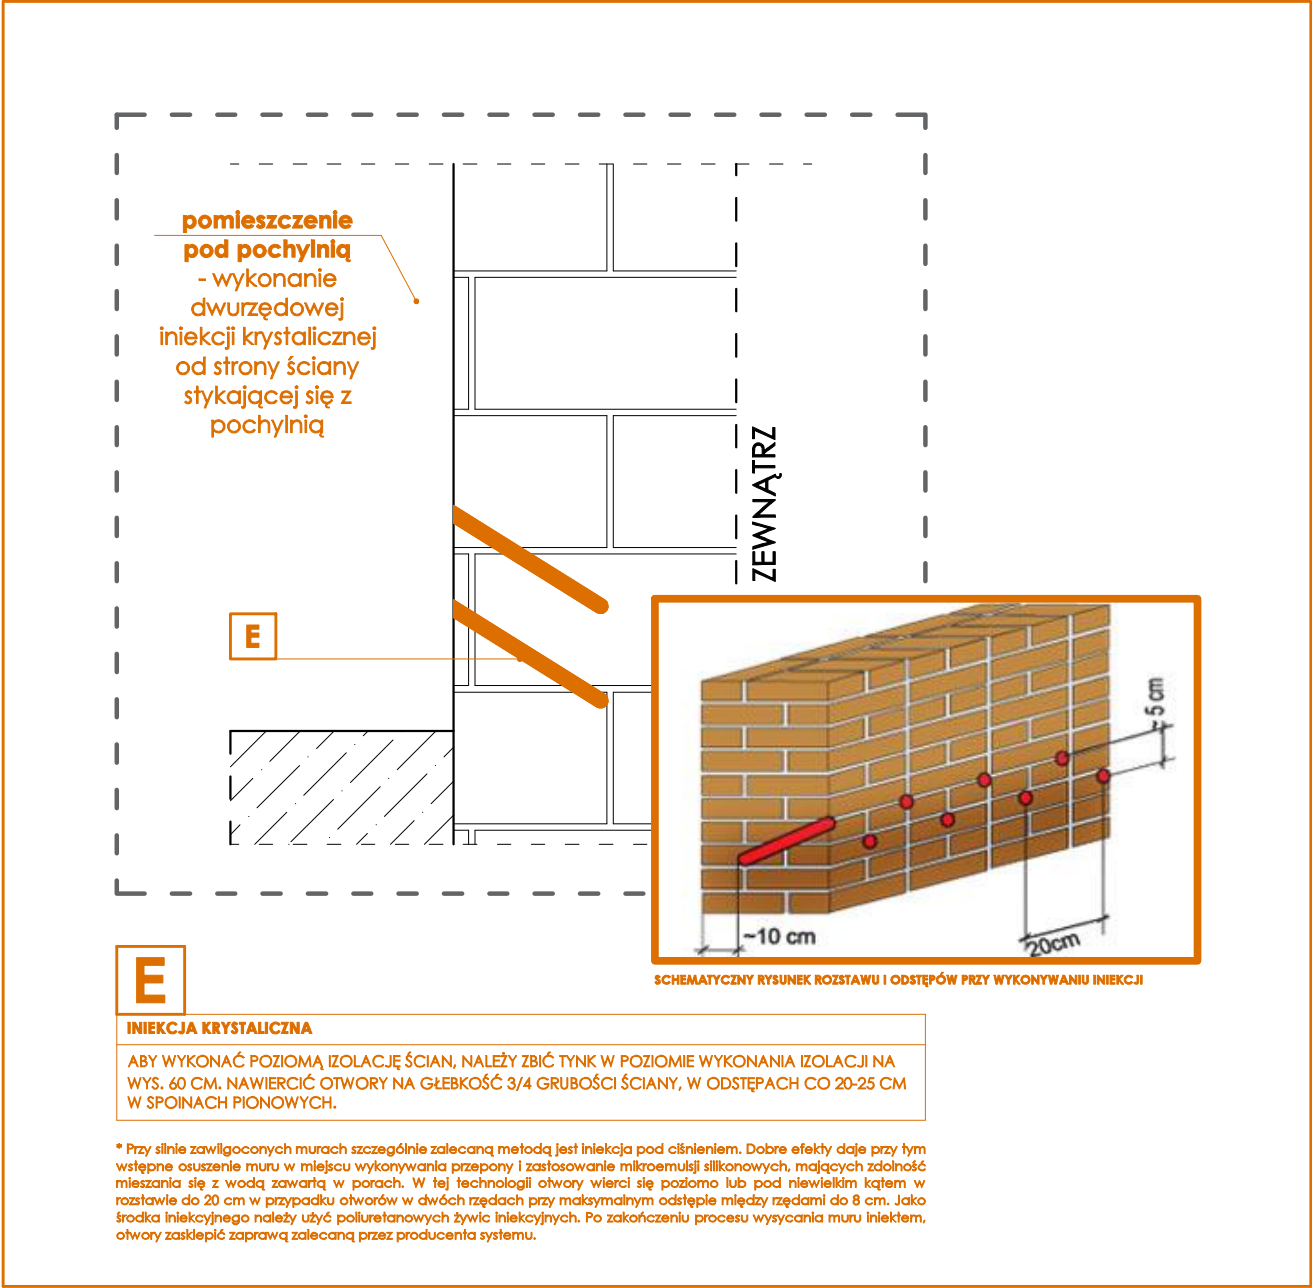 pomieszczenie
pod pochylnią
- wykonanie
dwurzędowej
iniekcji krystalicznej
od strony ściany
stykającej się z
pochylnią
ZEWNĄTRZ
E
~ 5 cm
~10 cm
20cm
SCHEMATYCZNY RYSUNEK ROZSTAWU I ODSTĘPÓW PRZY WYKONYWANIU INIEKCJI
E
INIEKCJA KRYSTALICZNA
ABY WYKONAĆ POZIOMĄ IZOLACJĘ ŚCIAN, NALEŻY ZBIĆ TYNK W POZIOMIE WYKONANIA IZOLACJI NA
WYS. 60 CM. NAWIERCIĆ OTWORY NA GŁEBKOŚĆ 3/4 GRUBOŚCI ŚCIANY, W ODSTĘPACH CO 20-25 CM
W SPOINACH PIONOWYCH.
* Przy silnie zawilgoconych murach szczególnie zalecaną metodą jest iniekcja pod ciśnieniem. Dobre efekty daje przy tym
wstępne osuszenie muru w miejscu wykonywania przepony i zastosowanie mikroemulsji silikonowych, mających zdolność
mieszania się z wodą zawartą w porach. W tej technologii otwory wierci się poziomo lub pod niewielkim kątem w
rozstawie do 20 cm w przypadku otworów w dwóch rzędach przy maksymalnym odstępie między rzędami do 8 cm. Jako
środka iniekcyjnego należy użyć poliuretanowych żywic iniekcyjnych. Po zakończeniu procesu wysycania muru iniektem,
otwory zasklepić zaprawą zalecaną przez producenta systemu.